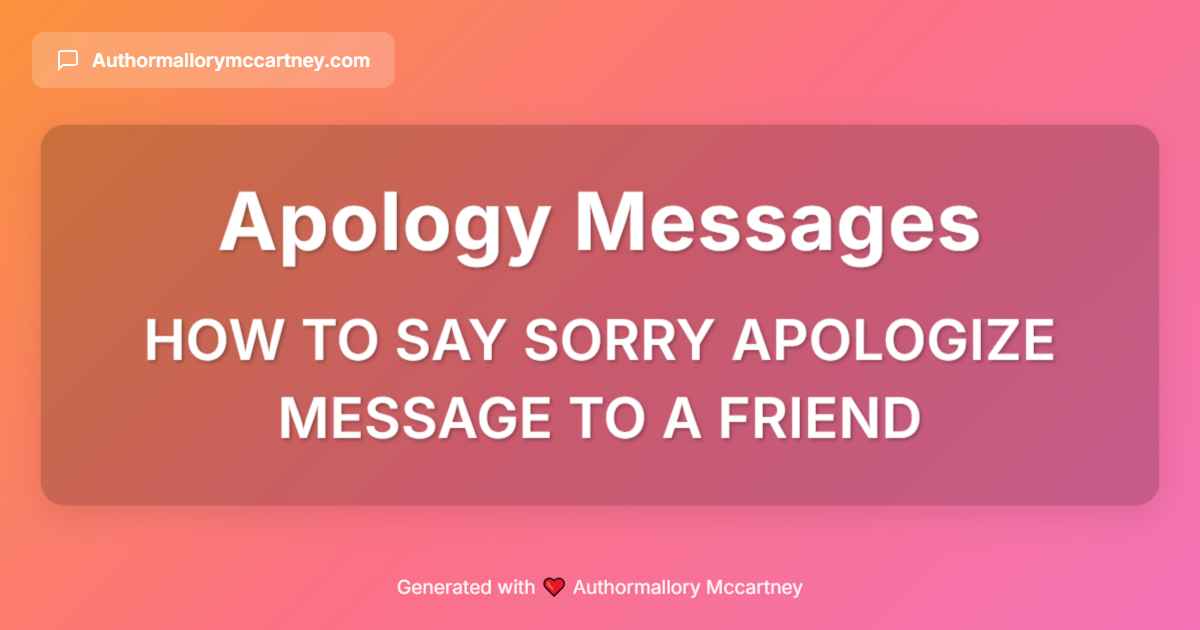 Authormallorymccartney.com
Apology Messages
HOW TO SAY SORRY APOLOGIZE
MESSAGE TO A FRIEND
Generated with ❤️ Authormallory Mccartney